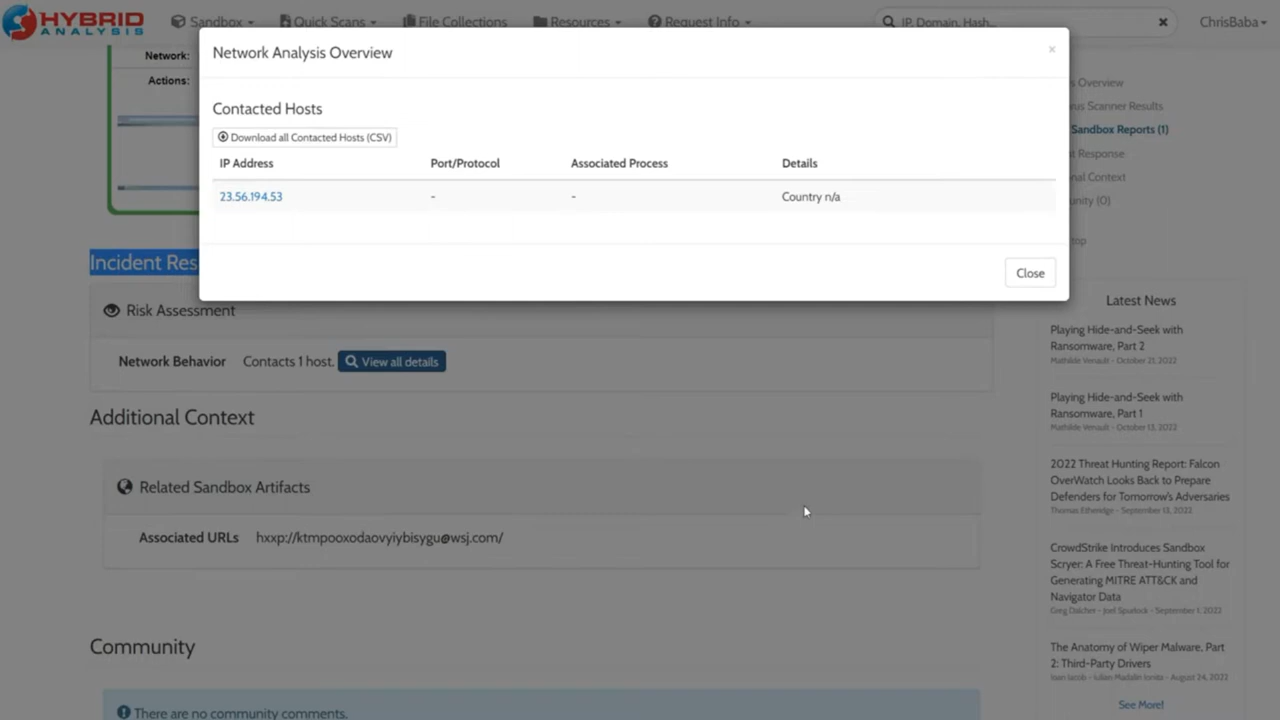 HYBRID
ANALYSIS
Sandbox
Quick Scans
File Collections
Resources
Request Info
IP, Domain, Hash...
ChrisBaba
Network:
Actions:
Network Analysis Overview
×
Contacted Hosts
Download all Contacted Hosts (CSV)
IP Address Port/Protocol Associated Process Details
23.56.194.53 - - Country n/a
Close
s Overview
us Scanner Results
Sandbox Reports (1)
t Response
nal Context
unity (0)
top
Incident Res
Risk Assessment
Network Behavior Contacts 1 host. View all details
Additional Context
Related Sandbox Artifacts
Associated URLs hxxp://ktmpooxodaovyiybisygu@wsj.com/
Community
There are no community comments.
Latest News
Playing Hide-and-Seek with
Ransomware, Part 2
Mathilde Venault - October 21, 2022
Playing Hide-and-Seek with
Ransomware, Part 1
Mathilde Venault - October 13, 2022
2022 Threat Hunting Report: Falcon
OverWatch Looks Back to Prepare
Defenders for Tomorrow's Adversaries
Thomas Etheridge - September 13, 2022
CrowdStrike Introduces Sandbox
Scryer: A Free Threat-Hunting Tool for
Generating MITRE ATT&CK and
Navigator Data
Greg Dalcher - Joel Spurlock - September 1, 2022
The Anatomy of Wiper Malware, Part
2: Third-Party Drivers
Ioan Iacob - Iulian Madalin Ionita - August 24, 2022
See More!